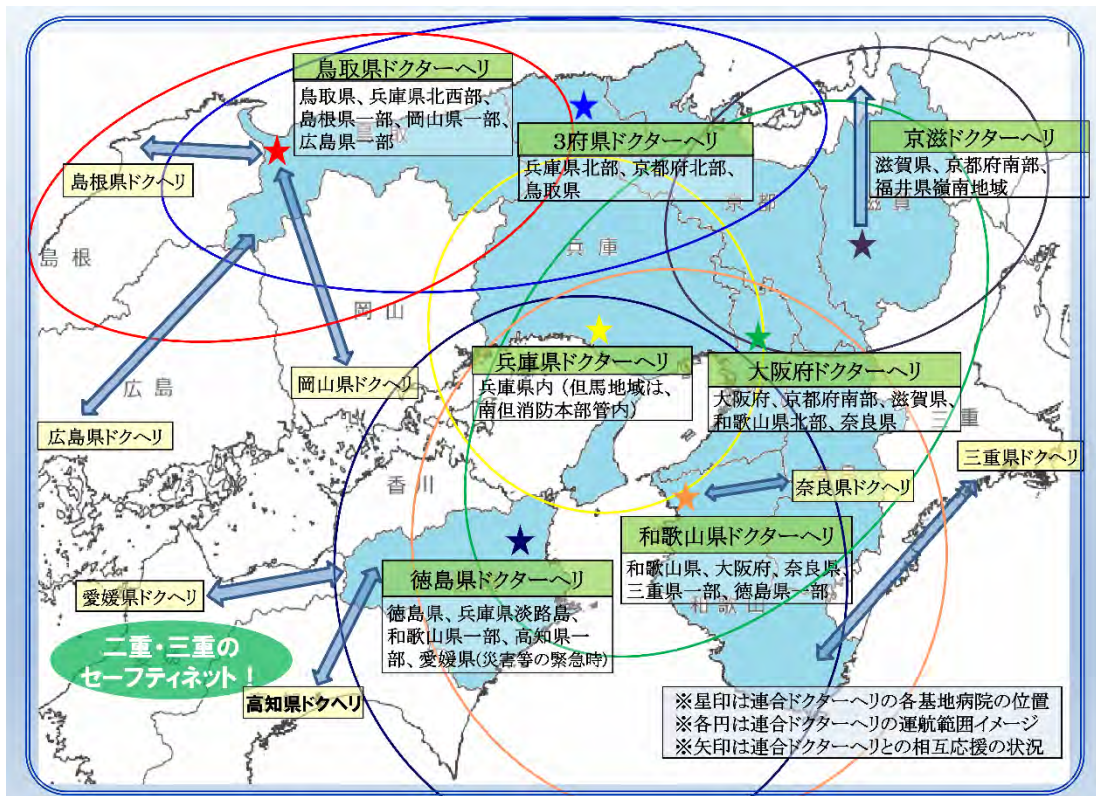 鳥取県ドクターヘリ
鳥取県、兵庫県北西部、
島根県一部、岡山県一部、
広島県一部
3府県ドクターヘリ
兵庫県北部、京都府北部、
鳥取県
京滋ドクターヘリ
滋賀県、京都府南部、
福井県嶺南地域
島根県ドクヘリ
京都
滋賀
兵庫
島根
岡山
兵庫県ドクターヘリ
兵庫県内(但馬地域は、
南但消防本部管内)
大阪府ドクターヘリ
大阪府、京都府南部、滋賀県、
和歌山県北部、奈良県
岡山県ドクヘリ
広島
三重
広島県ドクヘリ
三重県ドクヘリ
香川
奈良県ドクヘリ
和歌山県ドクターヘリ
和歌山県、大阪府、奈良県
三重県一部、徳島県一部
和歌山
徳島県ドクターヘリ
徳島県、兵庫県淡路島、
和歌山県一部、高知県一
部、愛媛県(災害等の緊急時)
愛媛県ドクヘリ
二重・三重の
セーフティネット!
高知県ドクヘリ
※星印は連合ドクターヘリの各基地病院の位置
※各円は連合ドクターヘリの運航範囲イメージ
※矢印は連合ドクターヘリとの相互応援の状況